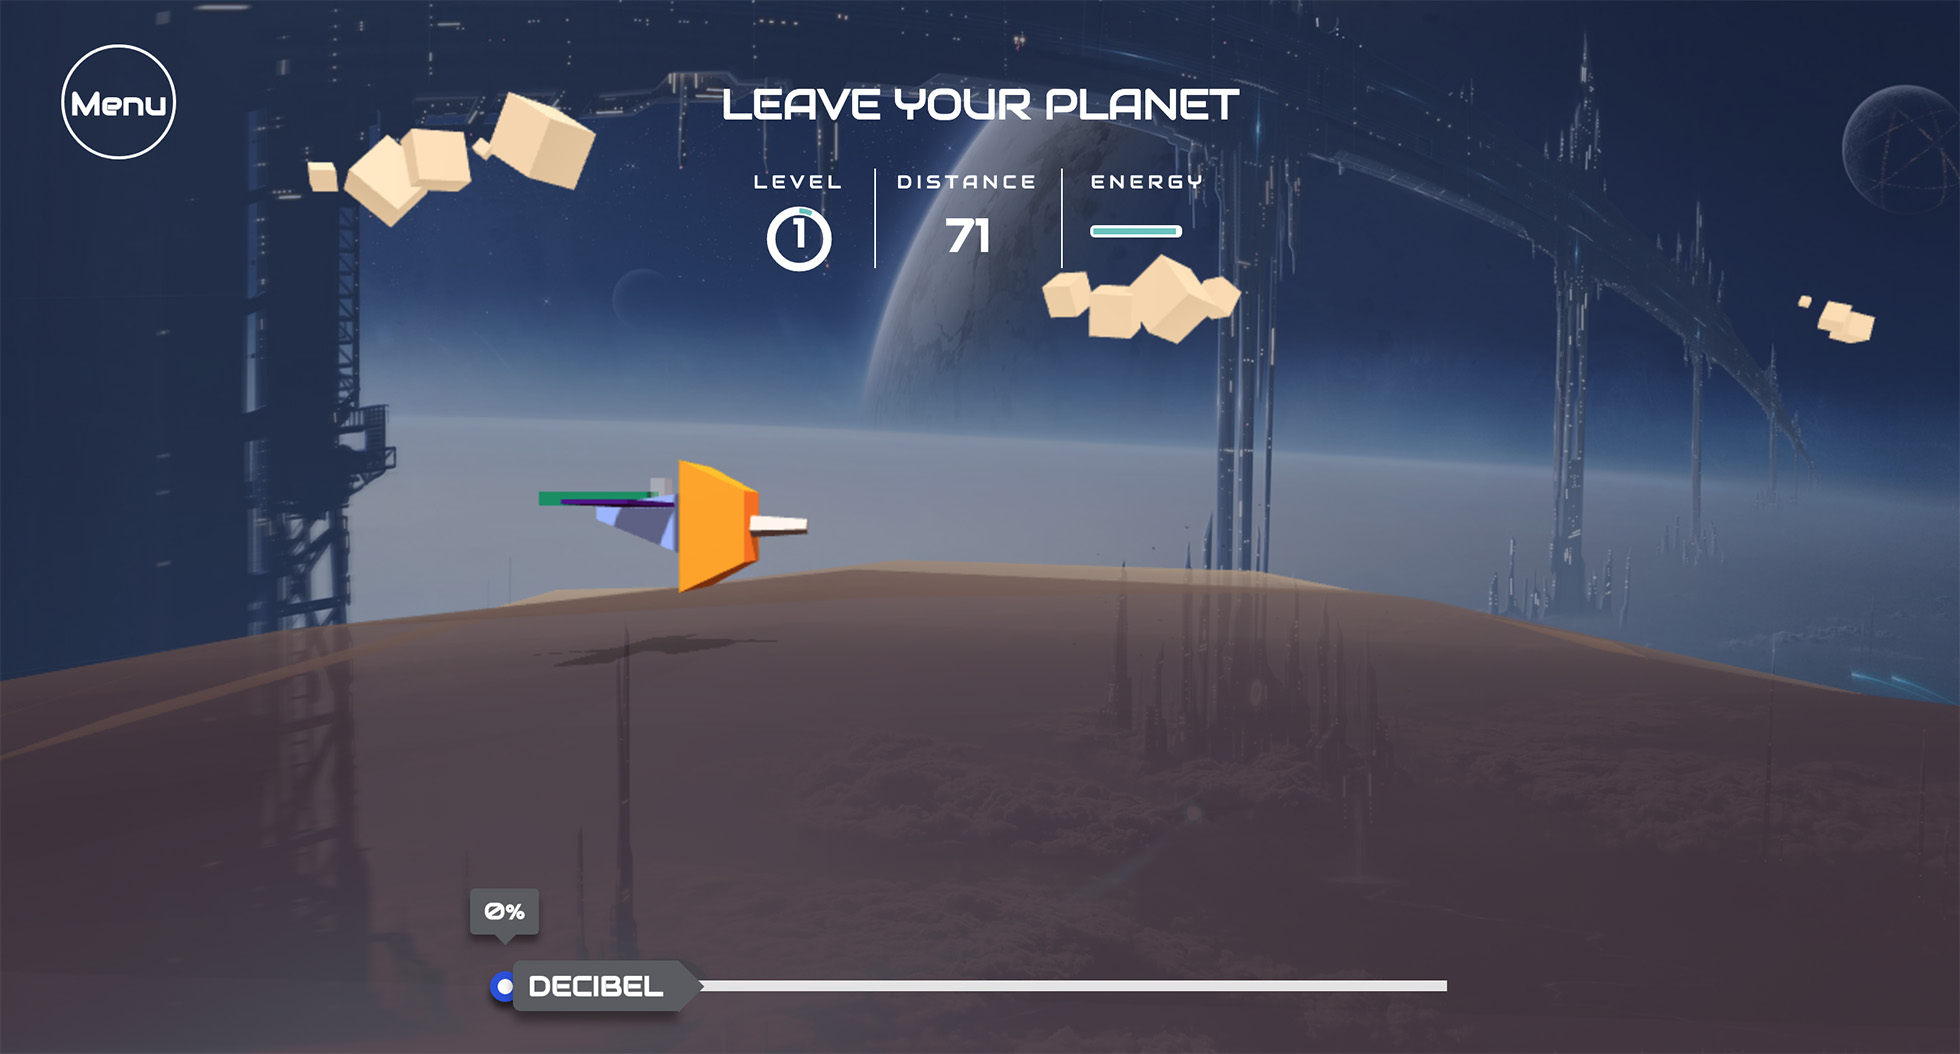 Menu
LEAVE YOUR PLANET
LEVEL
1
DISTANCE
71
ENERGY
0%
DECIBEL